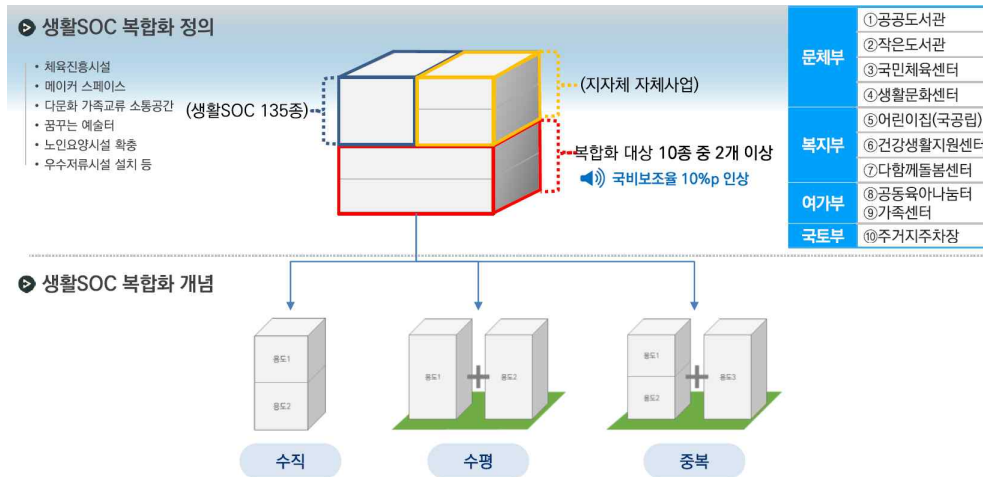 생활SOC 복합화 정의
• 체육진흥시설
• 메이커 스페이스
• 다문화 가족교류 소통공간
• 꿈꾸는 예술터
• 노인요양시설 확충
• 우수저류시설 설치 등
(생활SOC 135종)
(지자체 자체사업)
복합화 대상 10종 중 2개 이상
국비보조율 10%p 인상
문체부
①공공도서관
②작은도서관
③국민체육센터
④생활문화센터
복지부
⑤어린이집(국공립)
⑥건강생활지원센터
⑦다함께돌봄센터
여가부
⑧공동육아나눔터
⑨가족센터
국토부
⑩주거지주차장
생활SOC 복합화 개념
용도1
용도2
수직
용도1
용도2
수평
용도1
용도2
용도3
중복